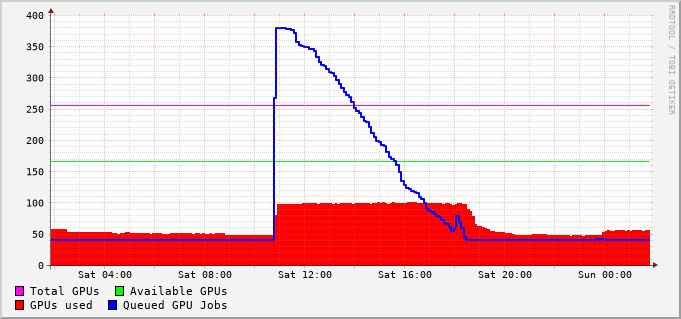 RRDTOOL / TOBI OETIKER
400
350
300
250
200
150
100
50
0
Sat 04:00 Sat 08:00 Sat 12:00 Sat 16:00 Sat 20:00 Sun 00:00
Total GPUs Available GPUs
GPUs used Queued GPU Jobs